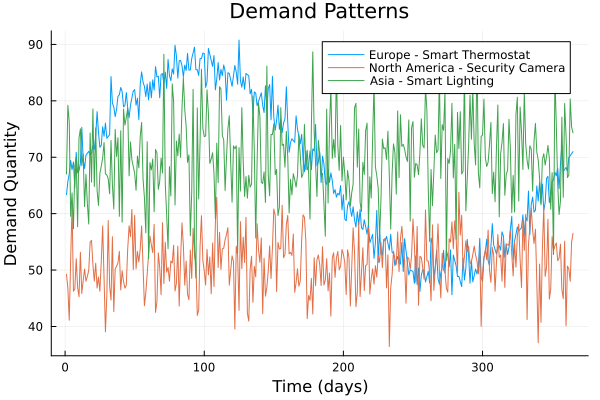 Demand Patterns
Europe - Smart Thermostat
North America - Security Camera
Asia - Smart Lighting
Demand Quantity
90
80
70
60
50
40
0
100
200
300
Time (days)